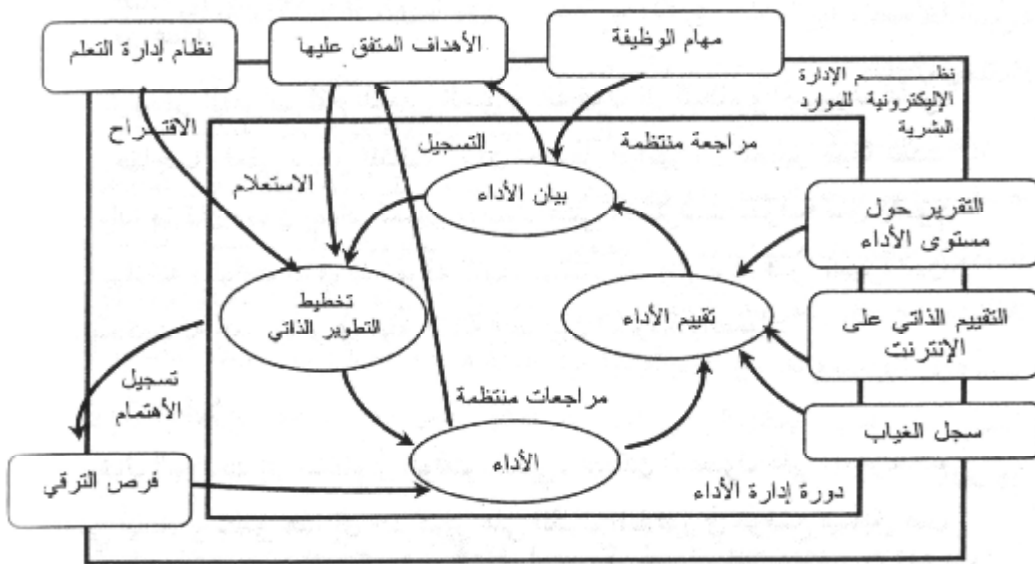 مهام الوظيفة
الأهداف المتفق عليها
نظام إدارة التعلم
نظم الإدارة
الإليكترونية للموارد
البشرية
الاقتراح
التسجيل
مراجعة منتظمة
الاستعلام
بيان الأداء
التقرير حول
مستوى الأداء
تخطيط
التطوير الذاتي
تقييم الأداء
التقييم الذاتي على
الإنترنت
تسجيل
الأهتمام
مراجعات منتظمة
سجل الغياب
الأداء
فرص الترقي
دورة إدارة الأداء